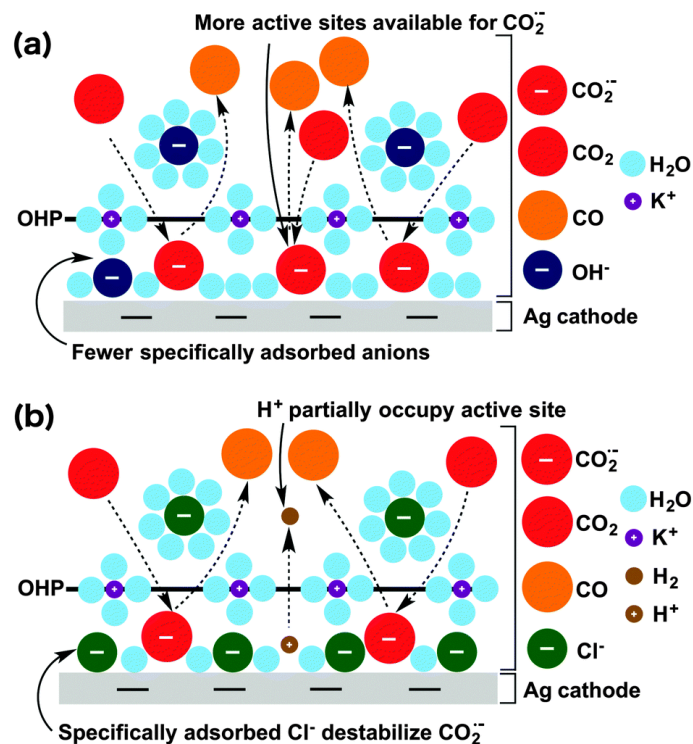 (a)
More active sites available for CO₂·⁻
CO₂·⁻
CO₂
H₂O
K⁺
OHP
CO
OH⁻
Ag cathode
Fewer specifically adsorbed anions
(b)
H⁺ partially occupy active site
CO₂·⁻
CO₂
H₂O
K⁺
OHP
CO
H₂
H⁺
Cl⁻
Ag cathode
Specifically adsorbed Cl⁻ destabilize CO₂·⁻